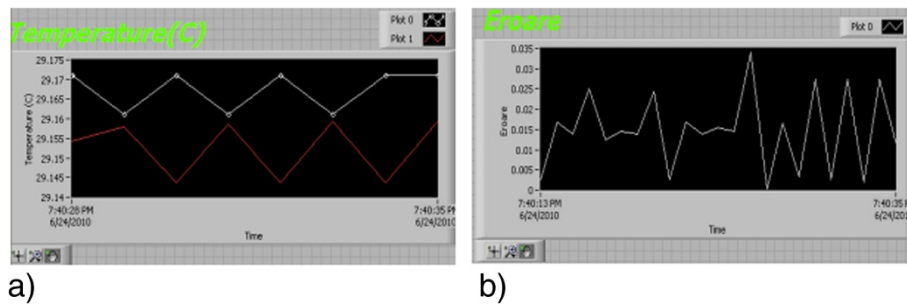 Temperature(C)
Plot 0
Plot 1
Temperature (C)
29.175
29.17
29.165
29.16
29.155
29.15
29.145
29.14
7:40:28 PM
6/24/2010
7:40:35 PM
6/24/2010
Time
a)
Eroare
Plot 0
Eroare
0.035
0.03
0.025
0.02
0.015
0.01
0.005
0
7:40:13 PM
6/24/2010
7:40:35 P
6/24/201
Time
b)